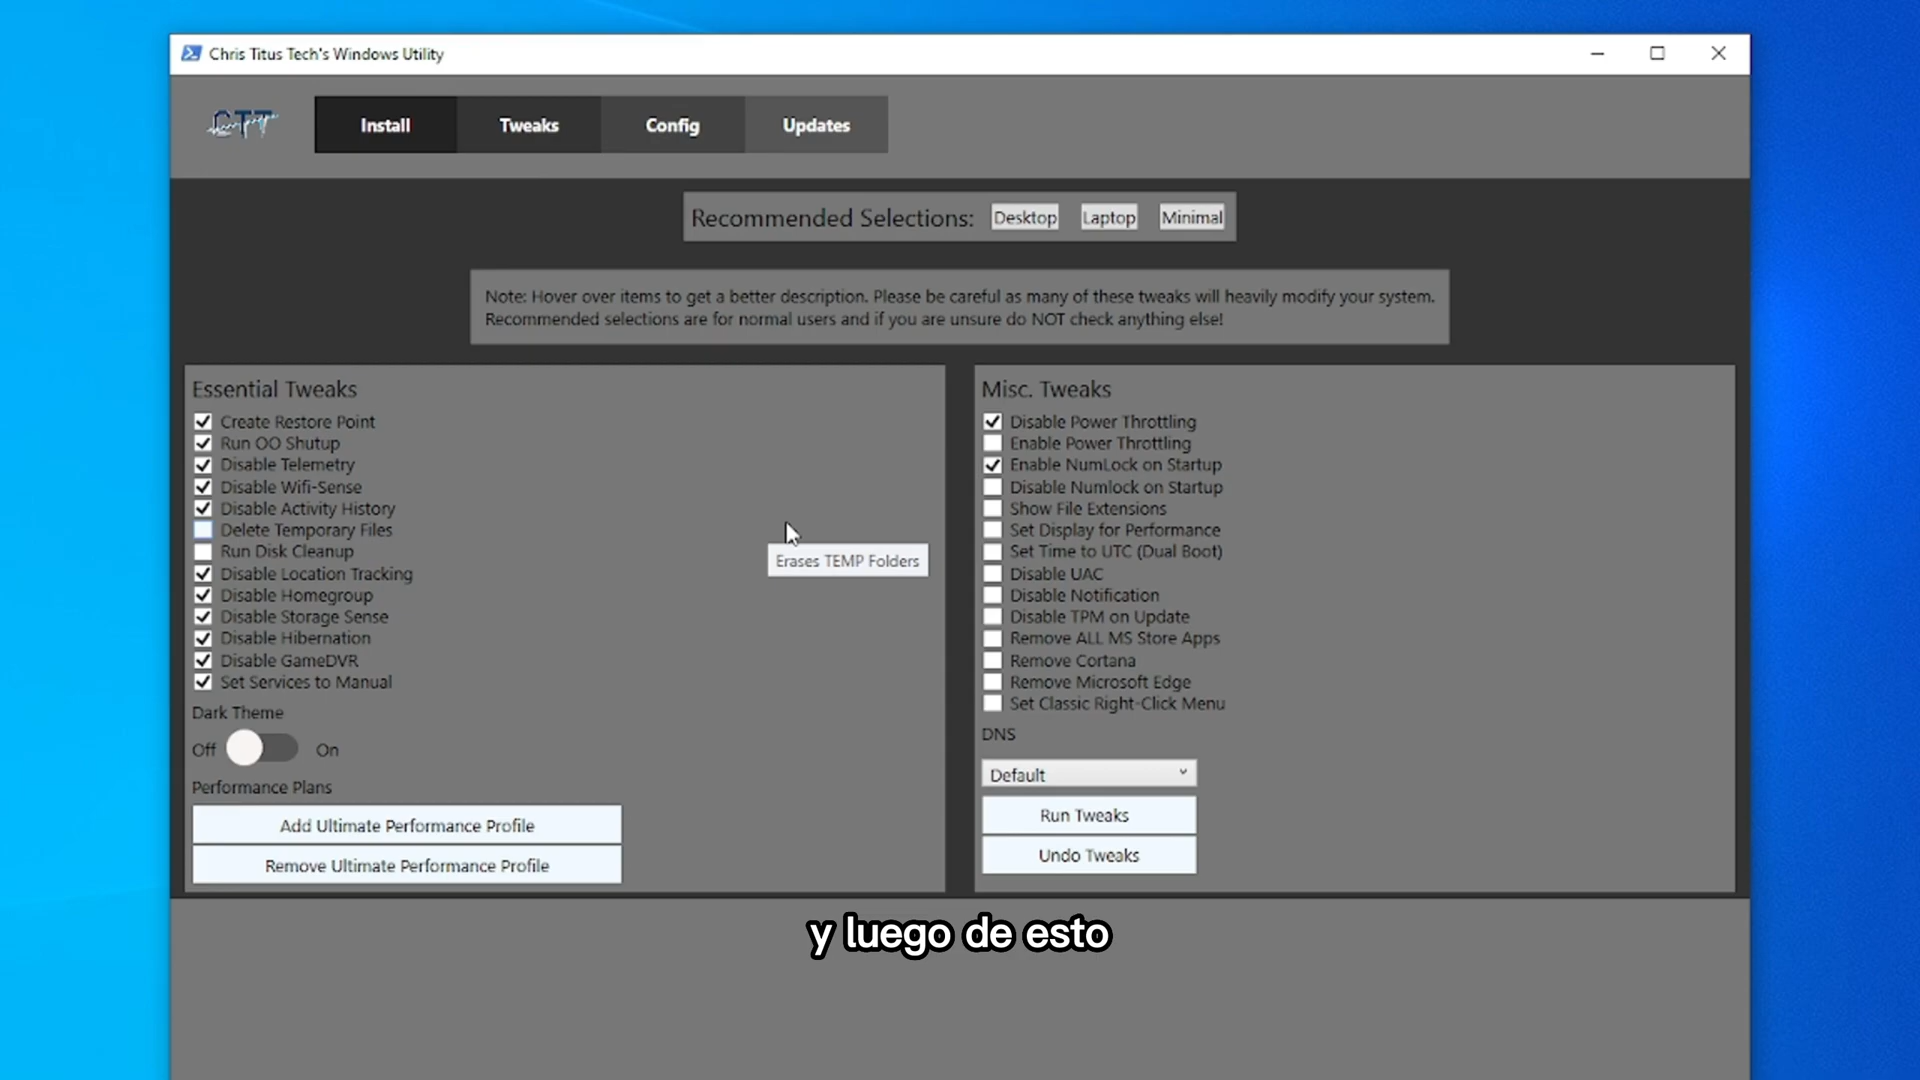 Chris Titus Tech's Windows Utility
CTT
Install
Tweaks
Config
Updates
Recommended Selections:
Desktop
Laptop
Minimal
Note: Hover over items to get a better description. Please be careful as many of these tweaks will heavily modify your system.
Recommended selections are for normal users and if you are unsure do NOT check anything else!
Essential Tweaks
Create Restore Point
Run OO Shutup
Disable Telemetry
Disable Wifi-Sense
Disable Activity History
Delete Temporary Files
Run Disk Cleanup
Disable Location Tracking
Disable Homegroup
Disable Storage Sense
Disable Hibernation
Disable GameDVR
Set Services to Manual
Dark Theme
Off
On
Performance Plans
Add Ultimate Performance Profile
Remove Ultimate Performance Profile
Erases TEMP Folders
Misc. Tweaks
Disable Power Throttling
Enable Power Throttling
Enable NumLock on Startup
Disable Numlock on Startup
Show File Extensions
Set Display for Performance
Set Time to UTC (Dual Boot)
Disable UAC
Disable Notification
Disable TPM on Update
Remove ALL MS Store Apps
Remove Cortana
Remove Microsoft Edge
Set Classic Right-Click Menu
DNS
Default
Run Tweaks
Undo Tweaks
y luego de esto